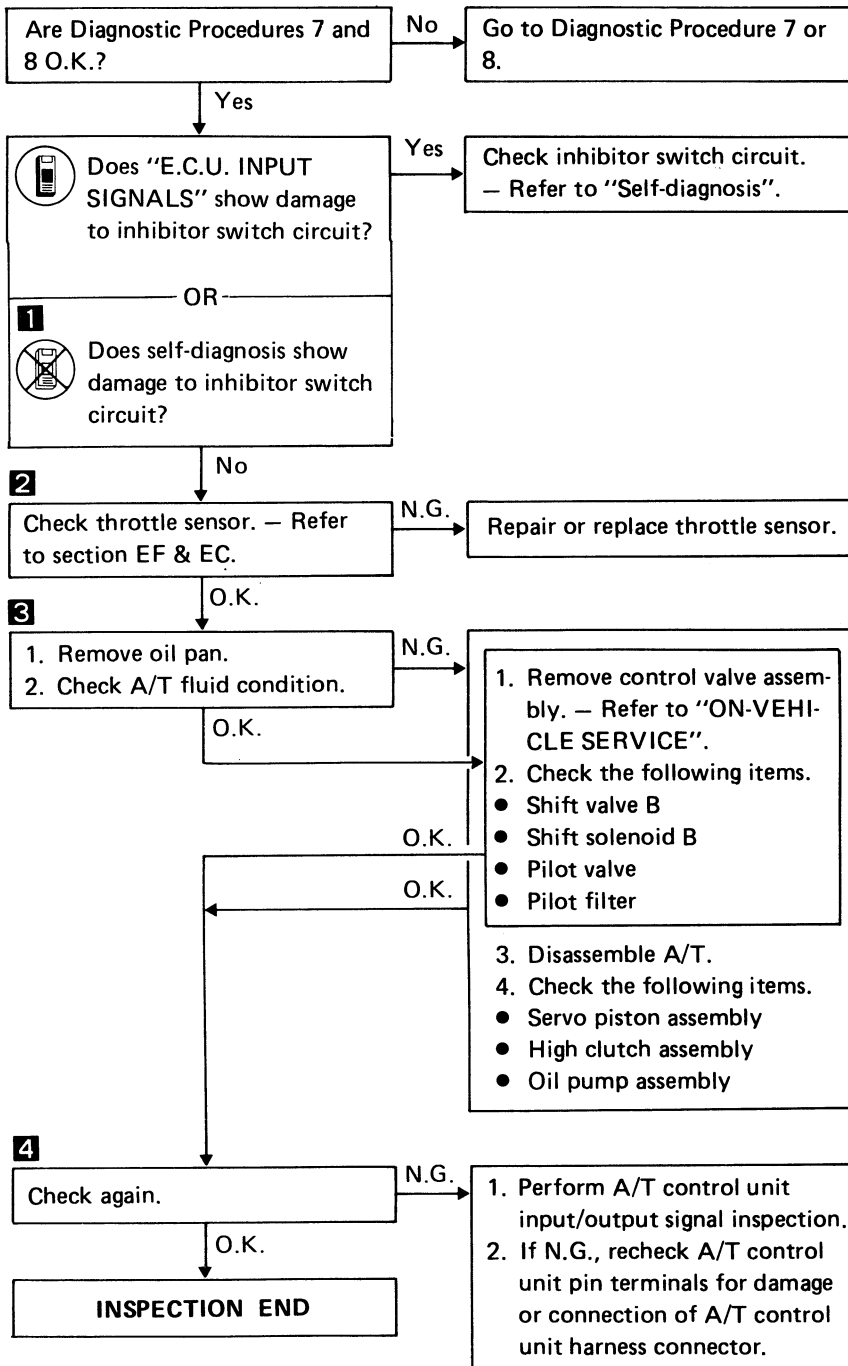 Are Diagnostic Procedures 7 and
8 O.K.?
No
Go to Diagnostic Procedure 7 or
8.
Yes
Does "E.C.U. INPUT
SIGNALS" show damage
to inhibitor switch circuit?
Yes
Check inhibitor switch circuit.
— Refer to "Self-diagnosis".
OR
1
Does self-diagnosis show
damage to inhibitor switch
circuit?
No
2
Check throttle sensor. — Refer
to section EF & EC.
N.G.
Repair or replace throttle sensor.
O.K.
3
1. Remove oil pan.
2. Check A/T fluid condition.
N.G.
O.K.
1. Remove control valve assem-
bly. — Refer to "ON-VEHI-
CLE SERVICE".
2. Check the following items.
● Shift valve B
● Shift solenoid B
● Pilot valve
● Pilot filter
O.K.
O.K.
3. Disassemble A/T.
4. Check the following items.
● Servo piston assembly
● High clutch assembly
● Oil pump assembly
4
Check again.
N.G.
1. Perform A/T control unit
input/output signal inspection.
2. If N.G., recheck A/T control
unit pin terminals for damage
or connection of A/T control
unit harness connector.
O.K.
INSPECTION END